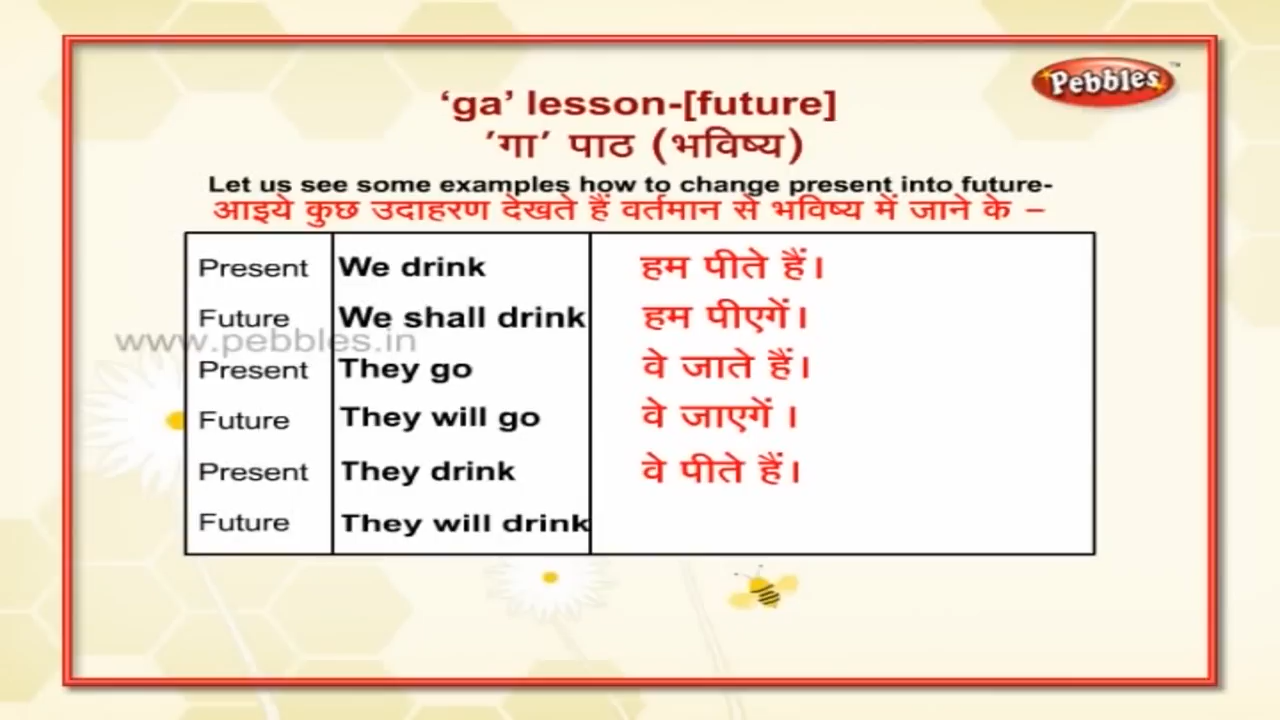 Pebbles™
‘ga’ lesson-[future]
’गा’ पाठ (भविष्य)
Let us see some examples how to change present into future-
आइये कुछ उदाहरण देखते हैं वर्तमान से भविष्य में जाने के –
Present We drink हम पीते हैं।
Future We shall drink हम पीएगें।
www.pebbles.in
Present They go वे जाते हैं।
Future They will go वे जाएगें ।
Present They drink वे पीते हैं।
Future They will drink